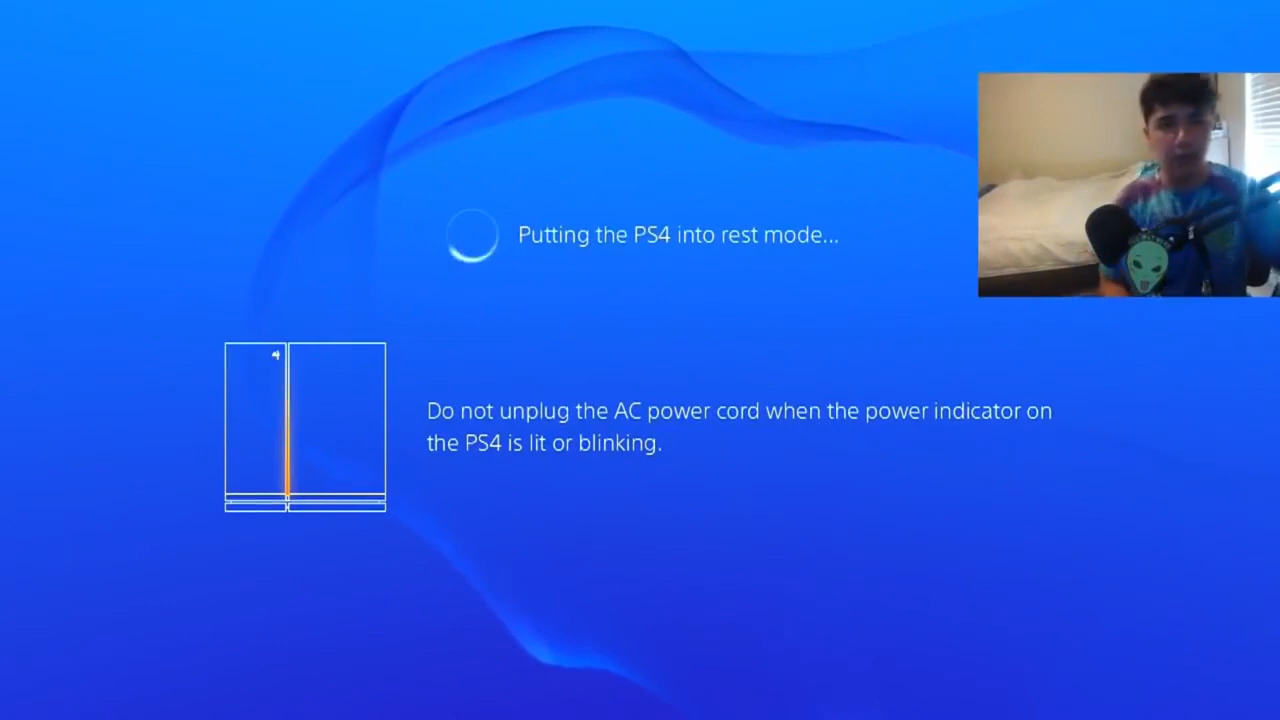 Putting the PS4 into rest mode...
Do not unplug the AC power cord when the power indicator on
the PS4 is lit or blinking.